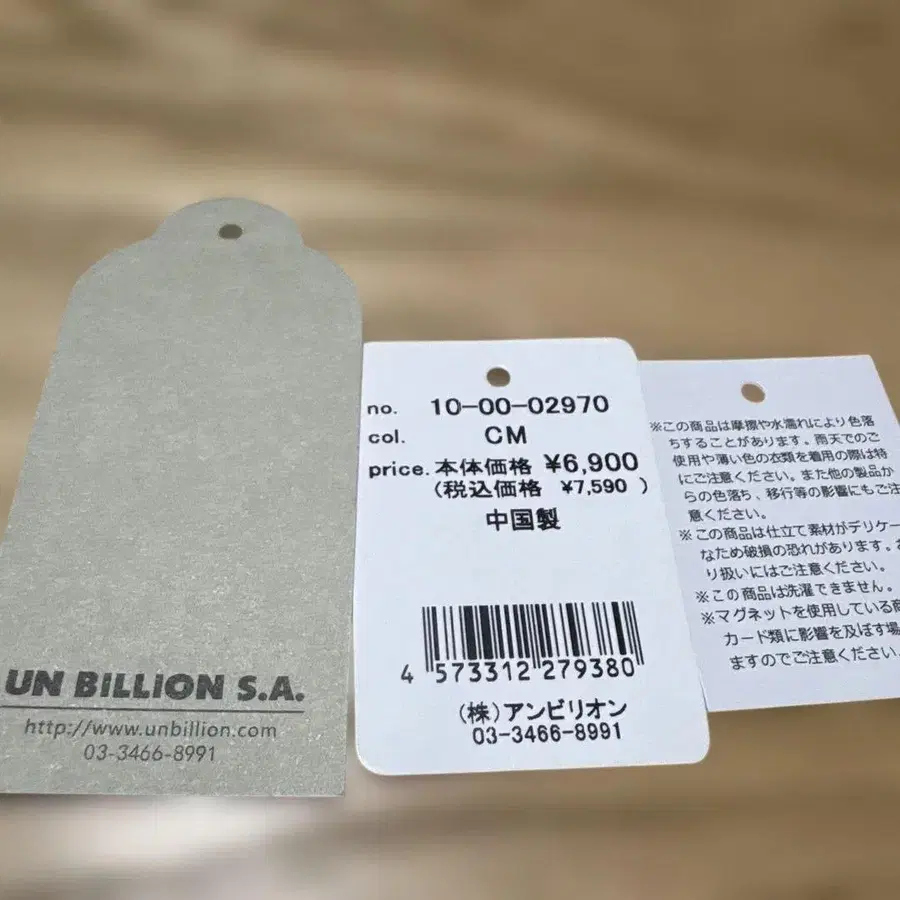 UN BILLION S.A.
http://www.unbillion.com
03-3466-8991
no. 10-00-02970
col. CM
price. 本体価格 ¥6,900
(税込価格 ¥7,590 )
中国製
4 573312 279380
(株)アンビリオン
03-3466-8991
※この商品は摩擦や水濡れにより色落
ちすることがあります。雨天でのご
使用や薄い色の衣類を着用の際は特
にご注意ください。また他の製品か
らの色落ち、移行等の影響にもご注
意ください。
※この商品は仕立て素材がデリケー
なため破損の恐れがあります。お
り扱いにはご注意ください。
※この商品は洗濯できません。
※マグネットを使用している商
カード類に影響を及ぼす場
ますのでご注意ください。